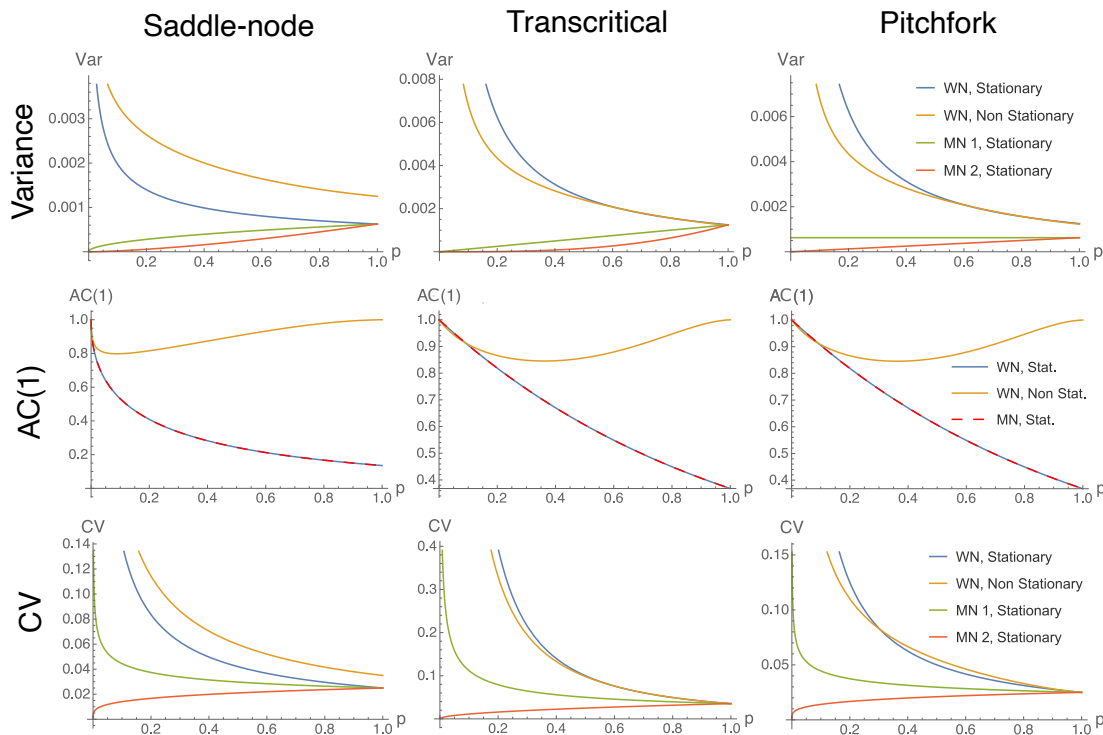 Saddle-node Transcritical Pitchfork
Variance
Var
0.003
0.002
0.001
0.2 0.4 0.6 0.8 1.0 p
Var
0.008
0.006
0.004
0.002
0.2 0.4 0.6 0.8 1.0 p
Var
0.006
0.004
0.002
0.2 0.4 0.6 0.8 1.0 p
WN, Stationary
WN, Non Stationary
MN 1, Stationary
MN 2, Stationary
AC(1)
AC(1)
1.0
0.8
0.6
0.4
0.2
0.2 0.4 0.6 0.8 1.0 p
AC(1)
1.0
0.9
0.8
0.7
0.6
0.5
0.4
0.2 0.4 0.6 0.8 1.0 p
AC(1)
1.0
0.9
0.8
0.7
0.6
0.5
0.4
0.2 0.4 0.6 0.8 1.0 p
WN, Stat.
WN, Non Stat.
MN, Stat.
CV
CV
0.14
0.12
0.10
0.08
0.06
0.04
0.02
0.2 0.4 0.6 0.8 1.0 p
CV
0.4
0.3
0.2
0.1
0.2 0.4 0.6 0.8 1.0 p
CV
0.15
0.10
0.05
0.2 0.4 0.6 0.8 1.0 p
WN, Stationary
WN, Non Stationary
MN 1, Stationary
MN 2, Stationary